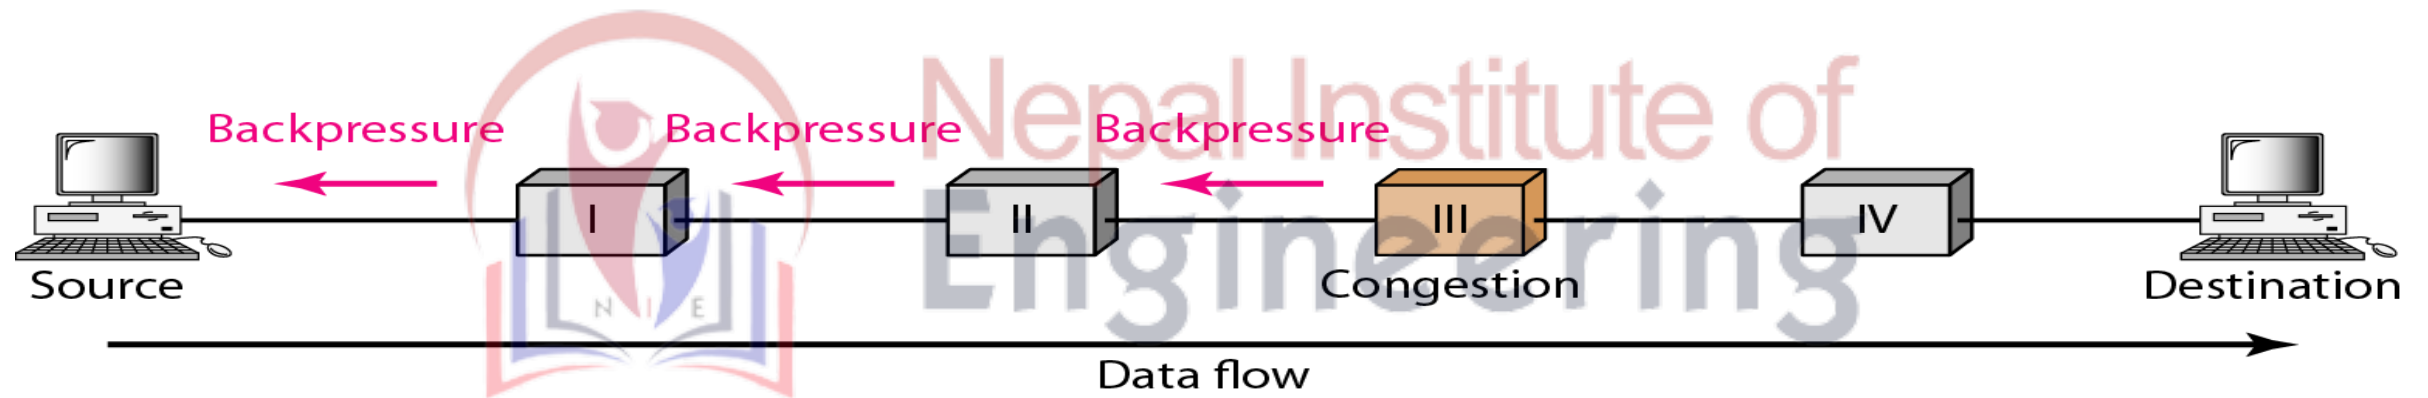 Nepal Institute of
Engineering
N I E
Backpressure Backpressure Backpressure
I II III IV
Source Congestion Destination
Data flow